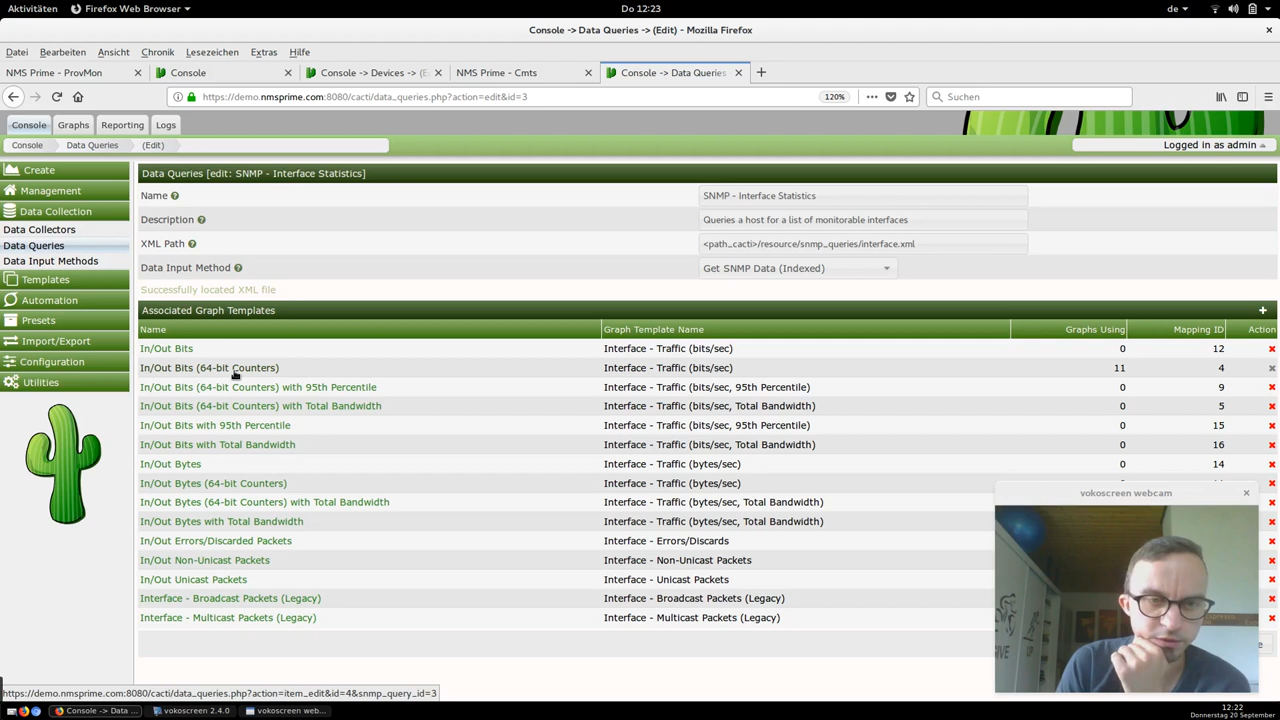 Aktivitäten Firefox Web Browser Do 12:23 de
Console -> Data Queries -> (Edit) - Mozilla Firefox
Datei Bearbeiten Ansicht Chronik Lesezeichen Extras Hilfe
NMS Prime - ProvMon Console Console -> Devices -> (E NMS Prime - Cmts Console -> Data Queries
https://demo.nmsprime.com:8080/cacti/data_queries.php?action=edit&id=3 120% Suchen
Console Graphs Reporting Logs
Console Data Queries (Edit) Logged in as admin
Create
Management
Data Collection
Data Collectors
Data Queries
Data Input Methods
Templates
Automation
Presets
Import/Export
Configuration
Utilities
Data Queries [edit: SNMP - Interface Statistics]
Name SNMP - Interface Statistics
Description Queries a host for a list of monitorable interfaces
XML Path <path_cacti>/resource/snmp_queries/interface.xml
Data Input Method Get SNMP Data (Indexed)
Successfully located XML file
Associated Graph Templates
Name Graph Template Name Graphs Using Mapping ID Action
In/Out Bits Interface - Traffic (bits/sec) 0 12
In/Out Bits (64-bit Counters) Interface - Traffic (bits/sec) 11 4
In/Out Bits (64-bit Counters) with 95th Percentile Interface - Traffic (bits/sec, 95th Percentile) 0 9
In/Out Bits (64-bit Counters) with Total Bandwidth Interface - Traffic (bits/sec, Total Bandwidth) 0 5
In/Out Bits with 95th Percentile Interface - Traffic (bits/sec, 95th Percentile) 0 15
In/Out Bits with Total Bandwidth Interface - Traffic (bits/sec, Total Bandwidth) 0 16
In/Out Bytes Interface - Traffic (bytes/sec) 0 14
In/Out Bytes (64-bit Counters) Interface - Traffic (bytes/sec)
In/Out Bytes (64-bit Counters) with Total Bandwidth Interface - Traffic (bytes/sec, Total Bandwidth)
In/Out Bytes with Total Bandwidth Interface - Traffic (bytes/sec, Total Bandwidth)
In/Out Errors/Discarded Packets Interface - Errors/Discards
In/Out Non-Unicast Packets Interface - Non-Unicast Packets
In/Out Unicast Packets Interface - Unicast Packets
Interface - Broadcast Packets (Legacy) Interface - Broadcast Packets (Legacy)
Interface - Multicast Packets (Legacy) Interface - Multicast Packets (Legacy)
vokoscreen webcam
GIVE
https://demo.nmsprime.com:8080/cacti/data_queries.php?action=item_edit&id=4&snmp_query_id=3
Console -> Data ... vokoscreen 2.4.0 vokoscreen web...
12:22
Donnerstag 20 September